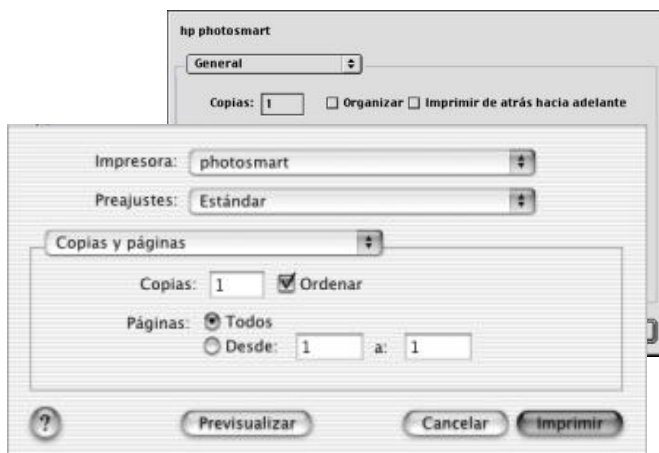 hp photosmart
General
Copias: 1 Organizar Imprimir de atrás hacia adelante
Impresora: photosmart
Preajustes: Estándar
Copias y páginas
Copias: 1 Ordenar
Páginas: Todos
Desde: 1 a: 1
? Previsualizar Cancelar Imprimir